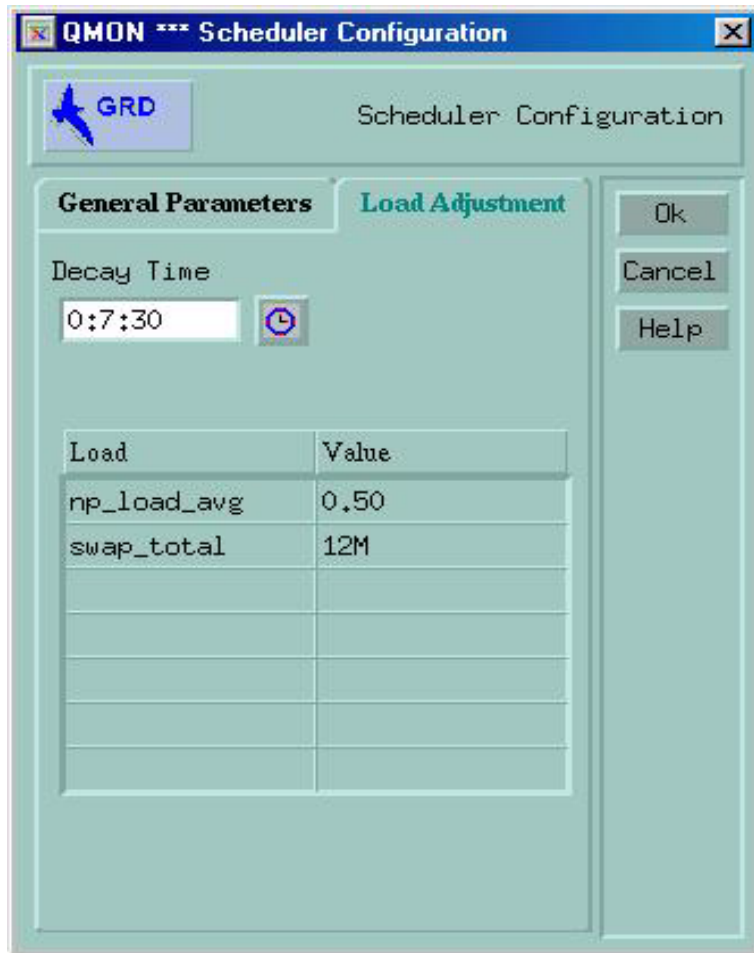 QMON *** Scheduler Configuration
GRD
Scheduler Configuration
General Parameters
Load Adjustment
Ok
Cancel
Help
Decay Time
0:7:30
Load Value
np_load_avg 0.50
swap_total 12M